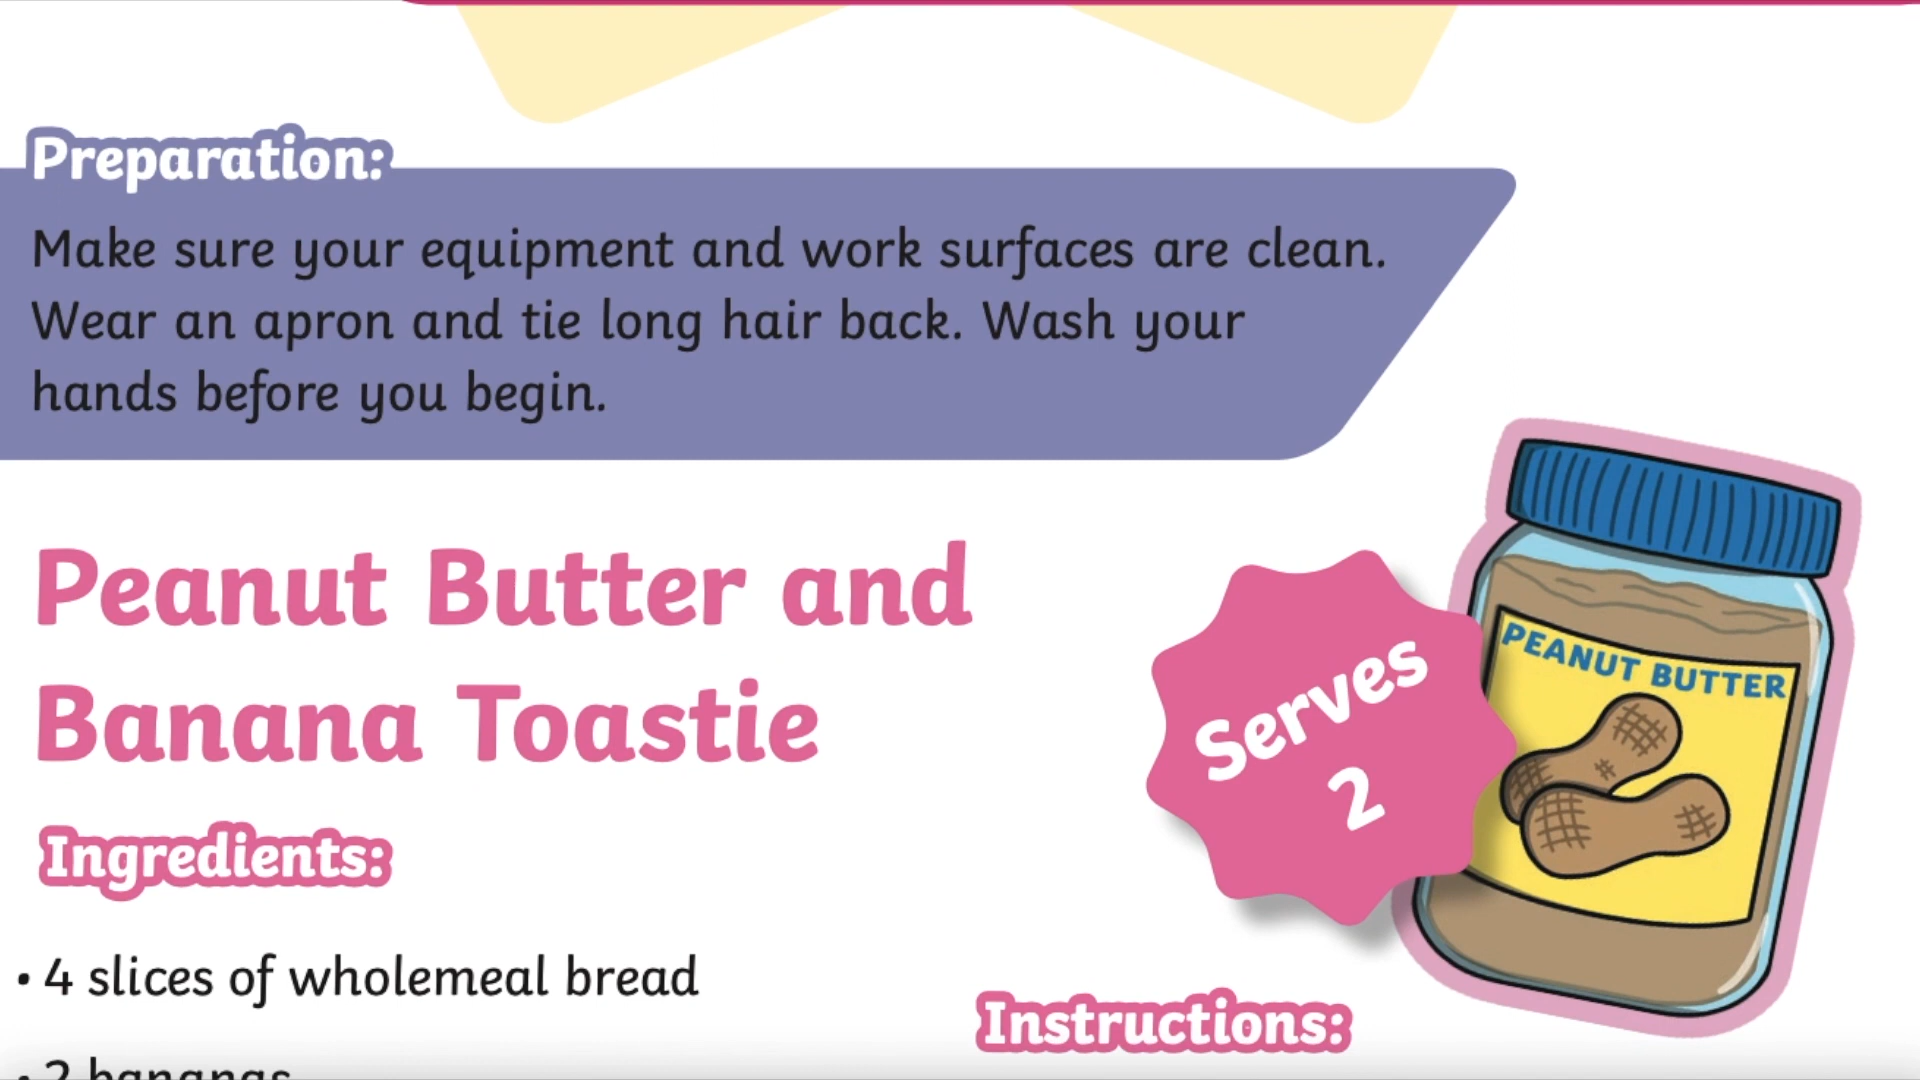 Preparation:
Make sure your equipment and work surfaces are clean.
Wear an apron and tie long hair back. Wash your
hands before you begin.
Peanut Butter and
Banana Toastie
Serves
2
PEANUT BUTTER
Ingredients:
• 4 slices of wholemeal bread
• 2 bananas
Instructions: